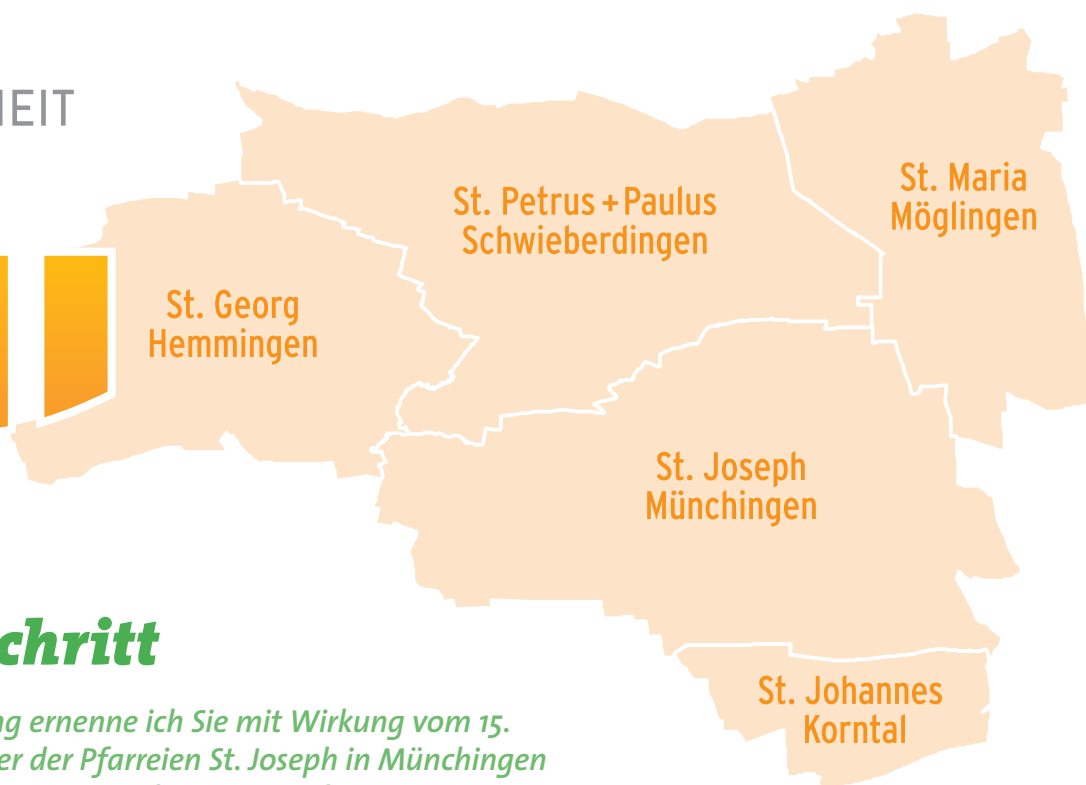 HEIT
St. Petrus + Paulus
Schwieberdingen
St. Maria
Möglingen
St. Georg
Hemmingen
St. Joseph
Münchingen
St. Johannes
Korntal
chritt
ng ernenne ich Sie mit Wirkung vom 15.
er der Pfarreien St. Joseph in Münchingen